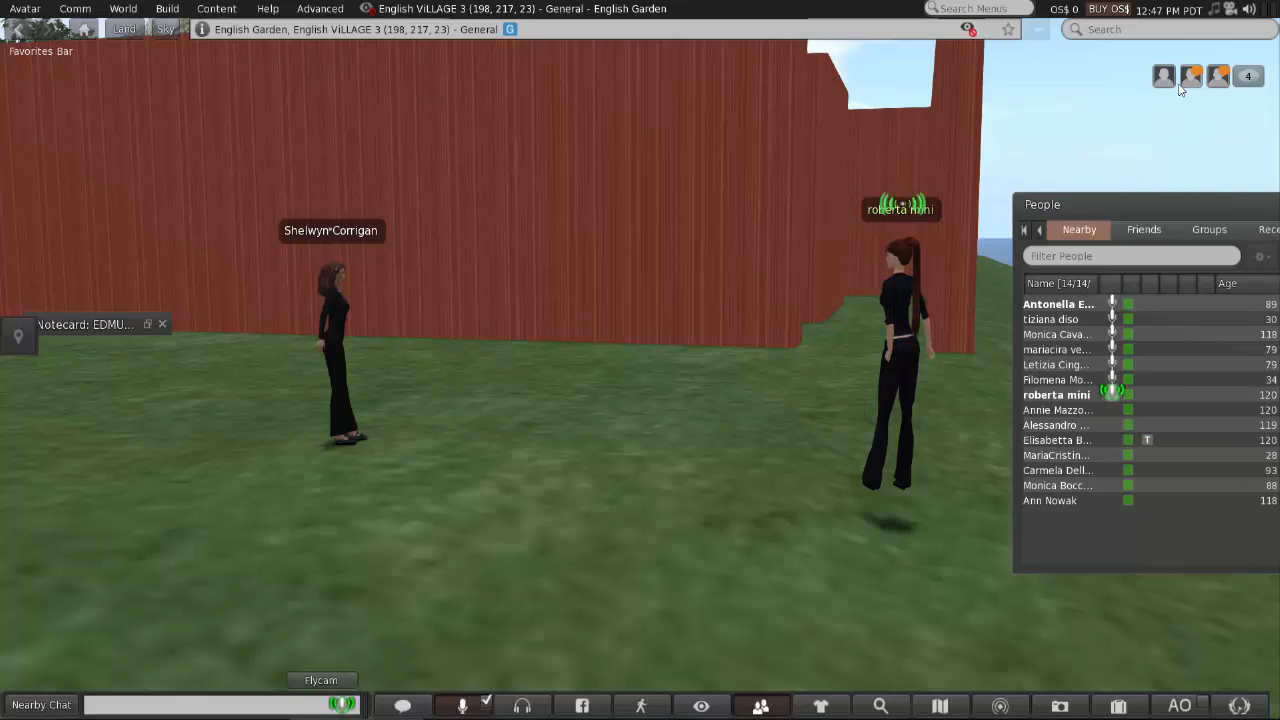 Avatar Comm World Build Content Help Advanced English ViLLAGE 3 (198, 217, 23) - General - English Garden Search Menus OS$ 0 BUY OS$ 12:47 PM PDT
Land Sky English Garden, English ViLLAGE 3 (198, 217, 23) - General G Search
Favorites Bar
4
People
Nearby Friends Groups Rece
Filter People
Name [14/14/ Age
Antonella E... 89
tiziana diso 30
Monica Cava... 118
mariacira ve... 79
Letizia Cing... 79
Filomena Mo... 34
roberta mini 120
Annie Mazzo... 120
Alessandro ... 119
Elisabetta B... T 120
MariaCristin... 28
Carmela Dell... 93
Monica Bocc... 88
Ann Nowak 118
roberta mini
Shelwyn Corrigan
Notecard: EDMU...
Flycam
Nearby Chat
AO